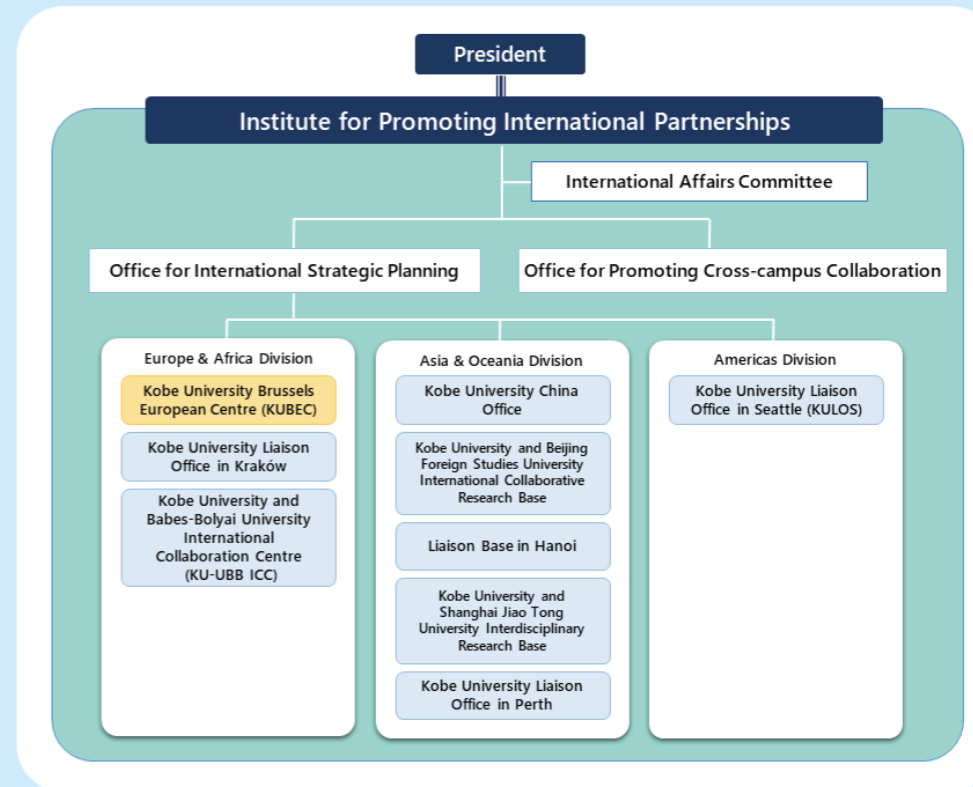 President
Institute for Promoting International Partnerships
International Affairs Committee
Office for International Strategic Planning
Office for Promoting Cross-campus Collaboration
Europe & Africa Division
Kobe University Brussels
European Centre (KUBEC)
Kobe University Liaison
Office in Kraków
Kobe University and
Babes-Bolyai University
International
Collaboration Centre
(KU-UBB ICC)
Asia & Oceania Division
Kobe University China
Office
Kobe University and Beijing
Foreign Studies University
International Collaborative
Research Base
Liaison Base in Hanoi
Kobe University and
Shanghai Jiao Tong
University Interdisciplinary
Research Base
Kobe University Liaison
Office in Perth
Americas Division
Kobe University Liaison
Office in Seattle (KULOS)